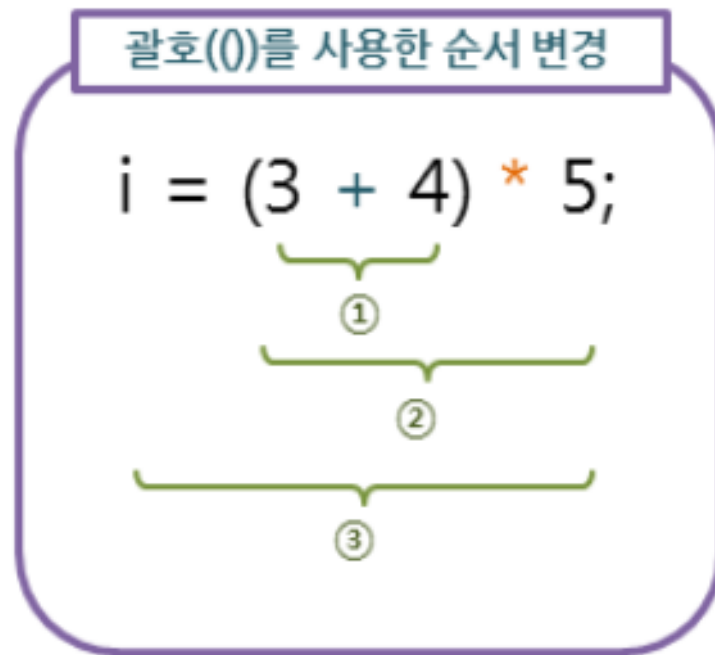 괄호(())를 사용한 순서 변경
i = (3 + 4) * 5;
①
②
③